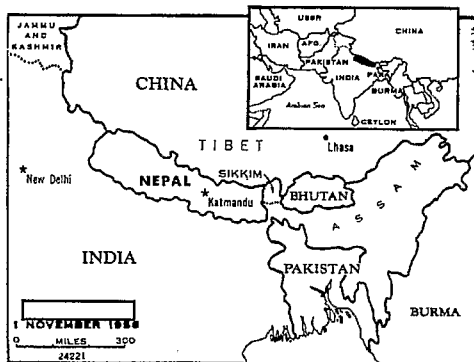 JAMMU
AND
KASHMIR
CHINA
USSR
CHINA
IRAN
AFG.
PAKISTAN
SAUDI
ARABIA
INDIA
PAK.
BURMA
Arabian Sea
CEYLON
TIBET
Lhasa
New Delhi
NEPAL
SIKKIM
Katmandu
BHUTAN
ASSAM
INDIA
PAKISTAN
BURMA
1 NOVEMBER
0 MILES 300
24221